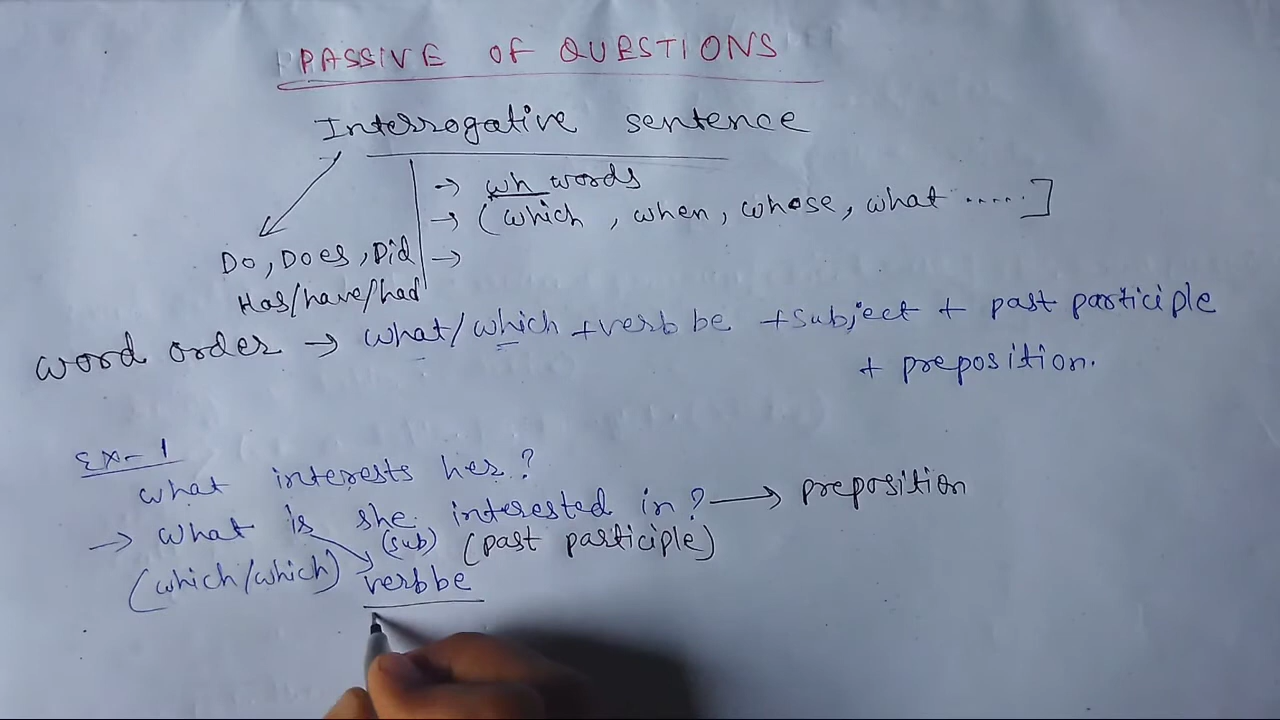 PASSIVE OF QUESTIONS
Interrogative sentence
→ wh words
→ (which, when, whose, what .....]
Do, Does, Did →
Has/have/had
word order → what/which +verb be +subject + past participle
+ preposition.
Ex-1
what interests her?
→ what is she interested in? → preposition
(sub) (past participle)
(which/which) verb be